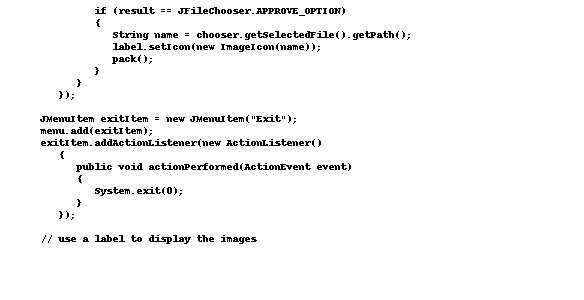 if (result == JFileChooser.APPROVE_OPTION)
{
String name = chooser.getSelectedFile().getPath();
label.setIcon(new ImageIcon(name));
pack();
}
}
});
JMenuItem exitItem = new JMenuItem("Exit");
menu.add(exitItem);
exitItem.addActionListener(new ActionListener()
{
public void actionPerformed(ActionEvent event)
{
System.exit(0);
}
});
// use a label to display the images